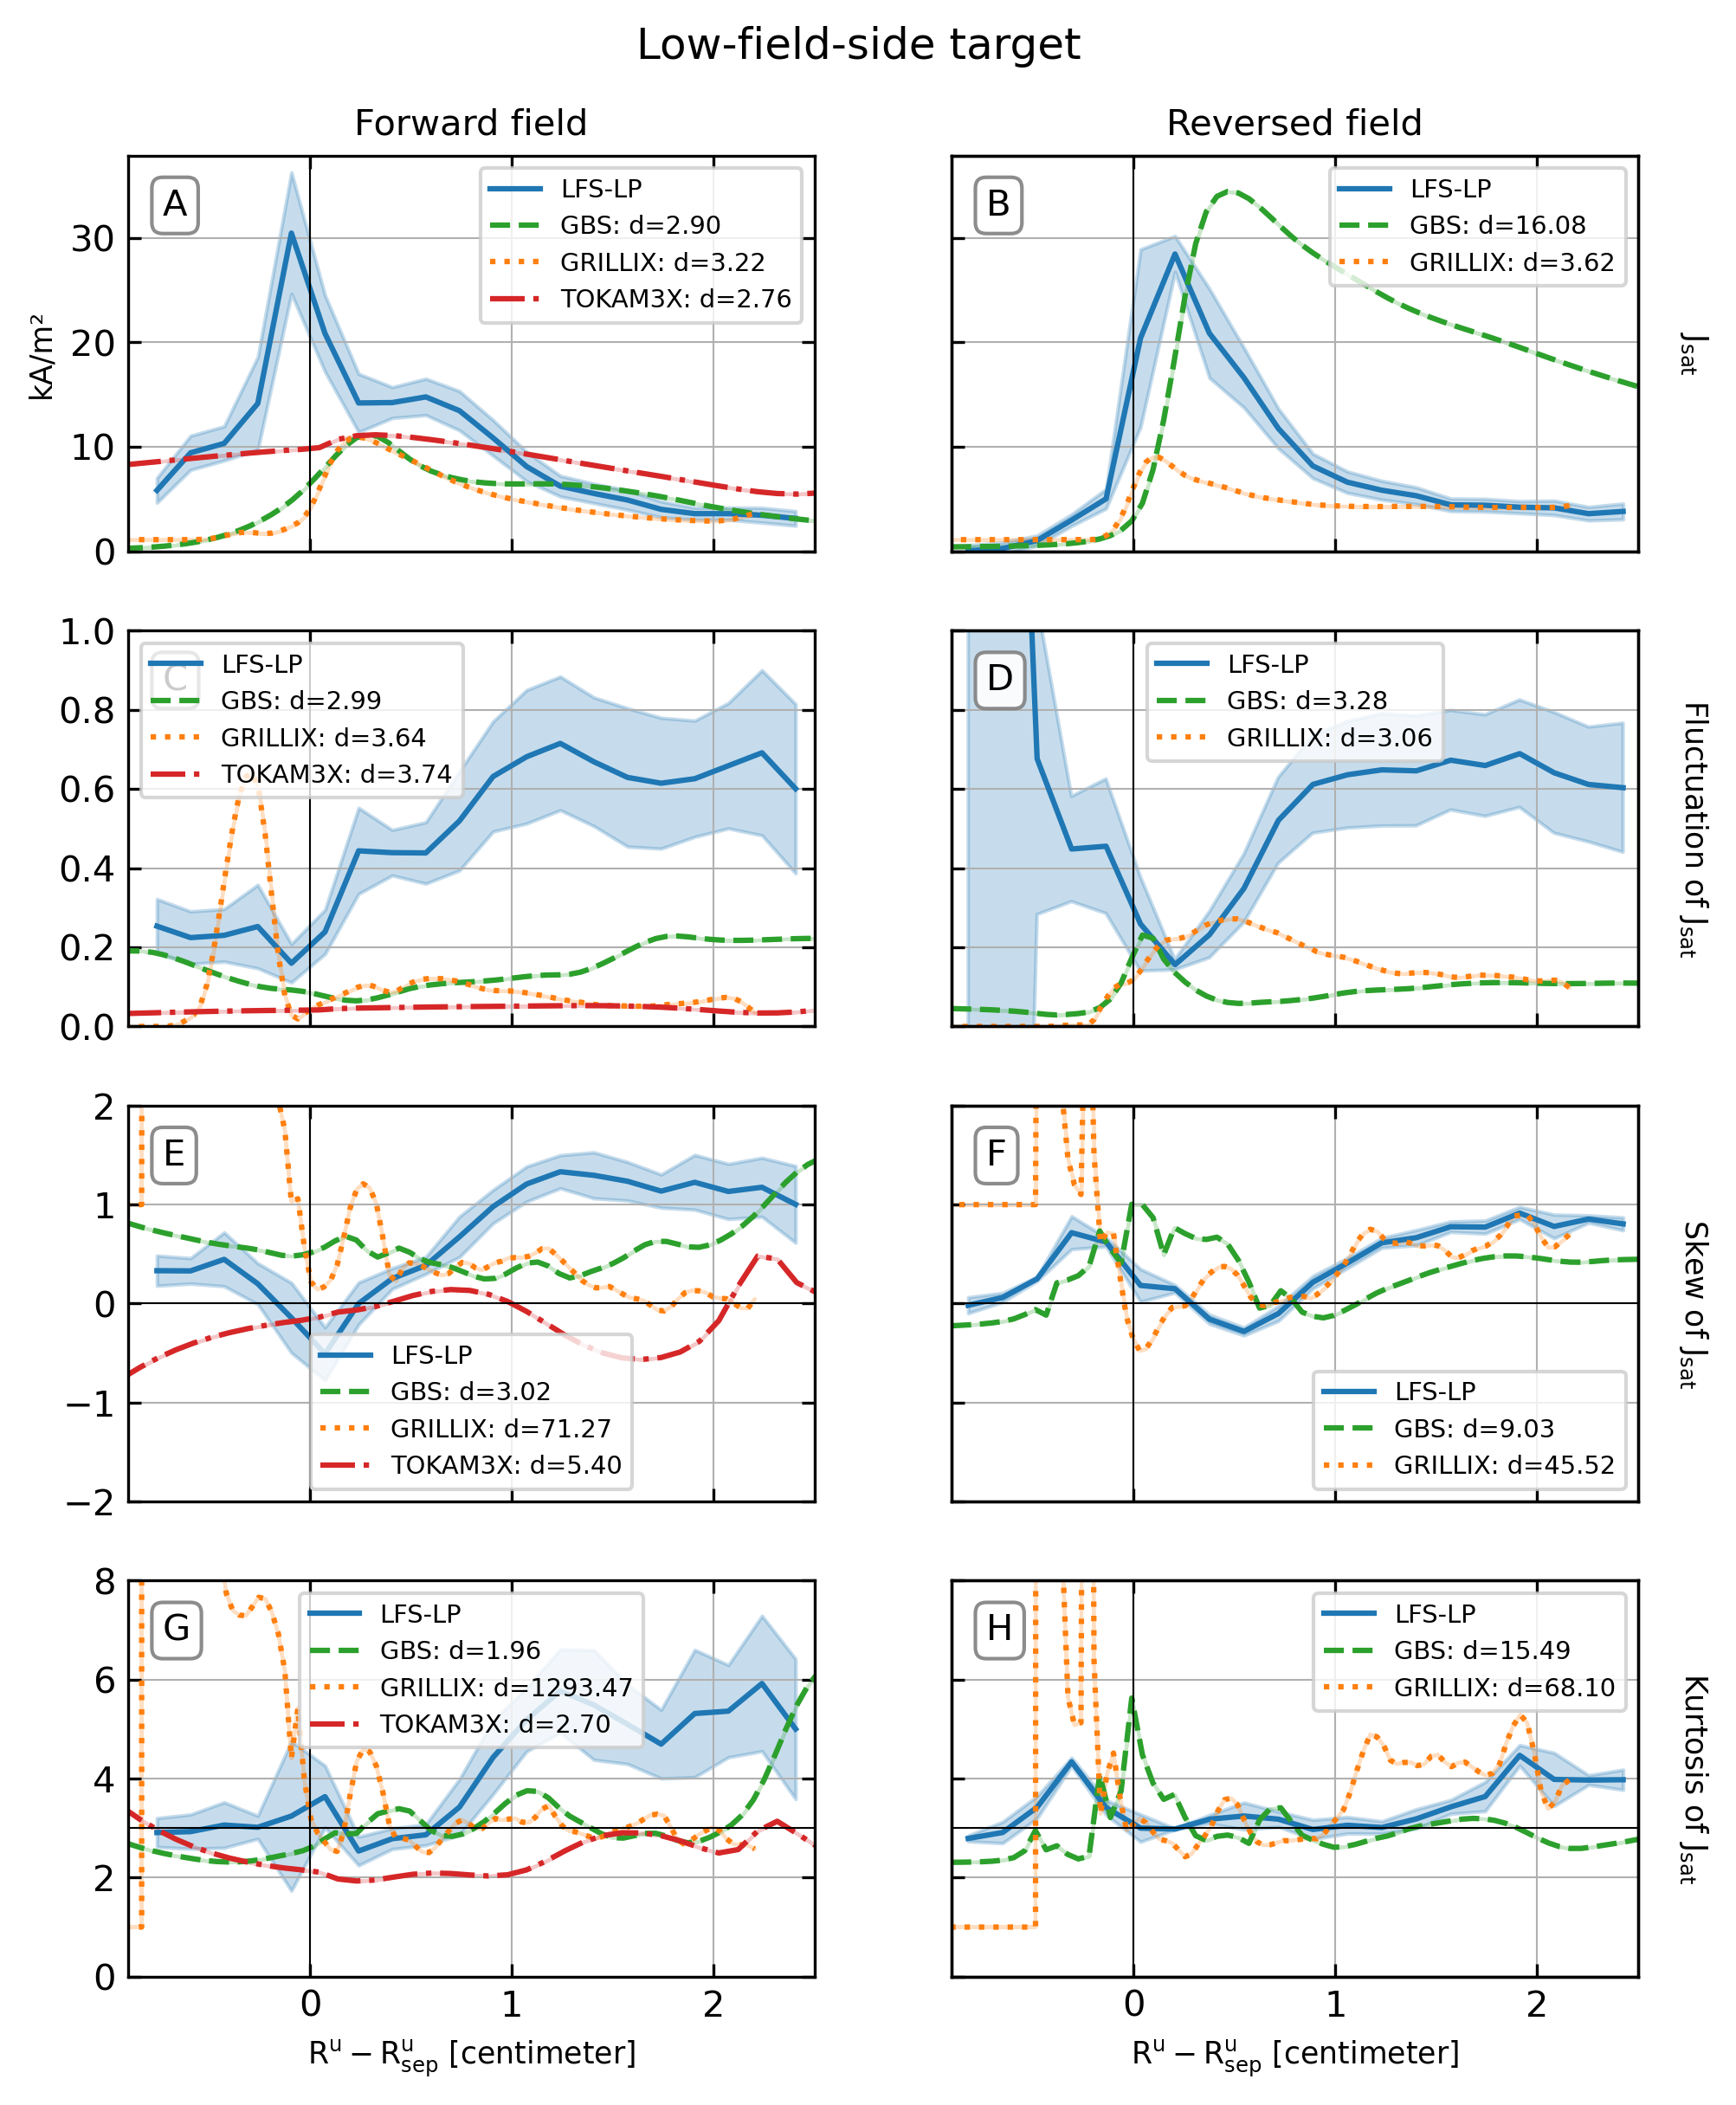 Low-field-side target
Forward field
Reversed field
A
LFS-LP
GBS: d=2.90
GRILLIX: d=3.22
TOKAM3X: d=2.76
kA/m²
30
20
10
0
B
LFS-LP
GBS: d=16.08
GRILLIX: d=3.62
Jsat
C
LFS-LP
GBS: d=2.99
GRILLIX: d=3.64
TOKAM3X: d=3.74
1.0
0.8
0.6
0.4
0.2
0.0
D
LFS-LP
GBS: d=3.28
GRILLIX: d=3.06
Fluctuation of Jsat
E
LFS-LP
GBS: d=3.02
GRILLIX: d=71.27
TOKAM3X: d=5.40
2
1
0
−1
−2
F
LFS-LP
GBS: d=9.03
GRILLIX: d=45.52
Skew of Jsat
G
LFS-LP
GBS: d=1.96
GRILLIX: d=1293.47
TOKAM3X: d=2.70
8
6
4
2
0
H
LFS-LP
GBS: d=15.49
GRILLIX: d=68.10
Kurtosis of Jsat
0 1 2
0 1 2
Rᵘ − Rᵘsep [centimeter]
Rᵘ − Rᵘsep [centimeter]